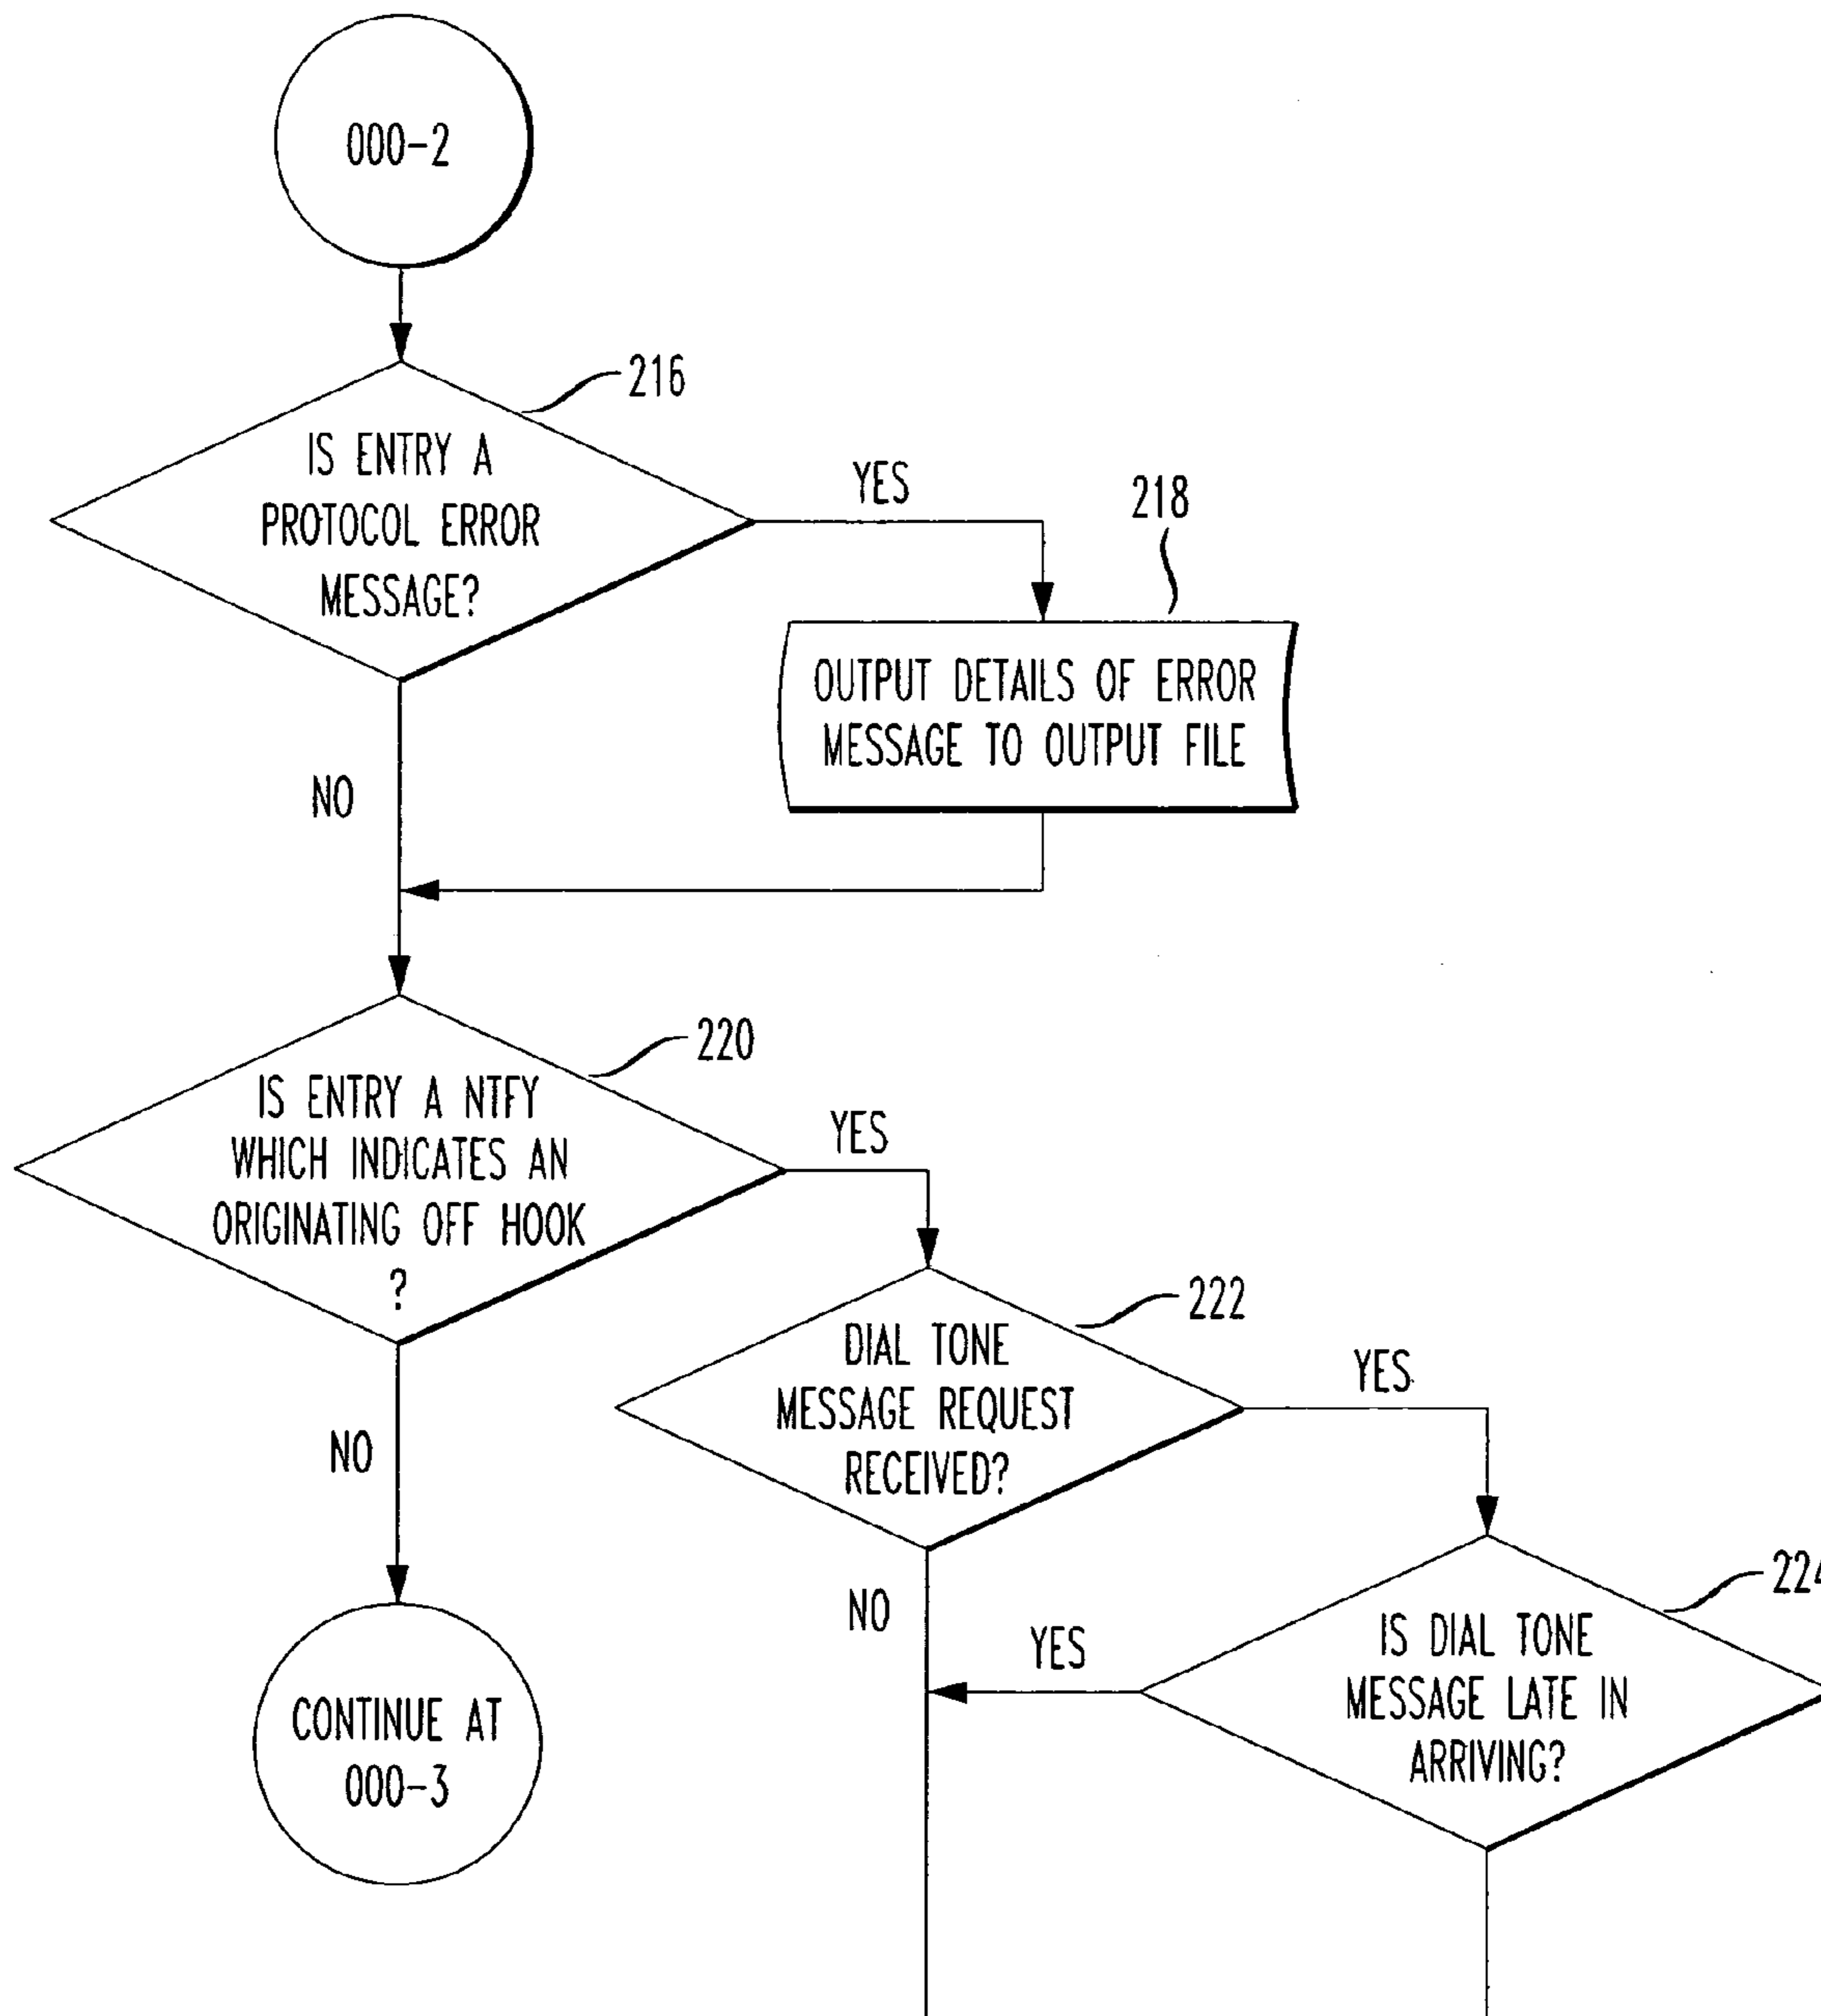 000-2
216
IS ENTRY A
PROTOCOL ERROR
MESSAGE?
YES
218
OUTPUT DETAILS OF ERROR
MESSAGE TO OUTPUT FILE
NO
220
IS ENTRY A NTFY
WHICH INDICATES AN
ORIGINATING OFF HOOK
?
YES
222
DIAL TONE
MESSAGE REQUEST
RECEIVED?
YES
NO
NO
224
IS DIAL TONE
MESSAGE LATE IN
ARRIVING?
YES
CONTINUE AT
000-3